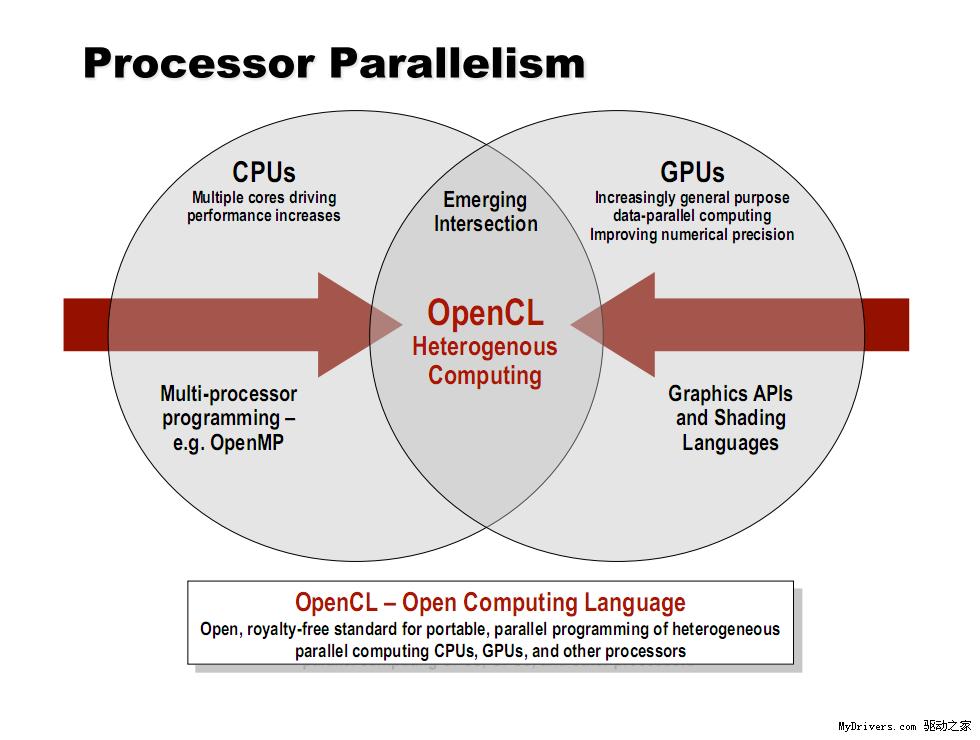 Processor Parallelism
CPUs
Multiple cores driving
performance increases
Emerging
Intersection
GPUs
Increasingly general purpose
data-parallel computing
Improving numerical precision
OpenCL
Heterogenous
Computing
Multi-processor
programming –
e.g. OpenMP
Graphics APIs
and Shading
Languages
OpenCL – Open Computing Language
Open, royalty-free standard for portable, parallel programming of heterogeneous
parallel computing CPUs, GPUs, and other processors
MyDrivers.com 驱动之家